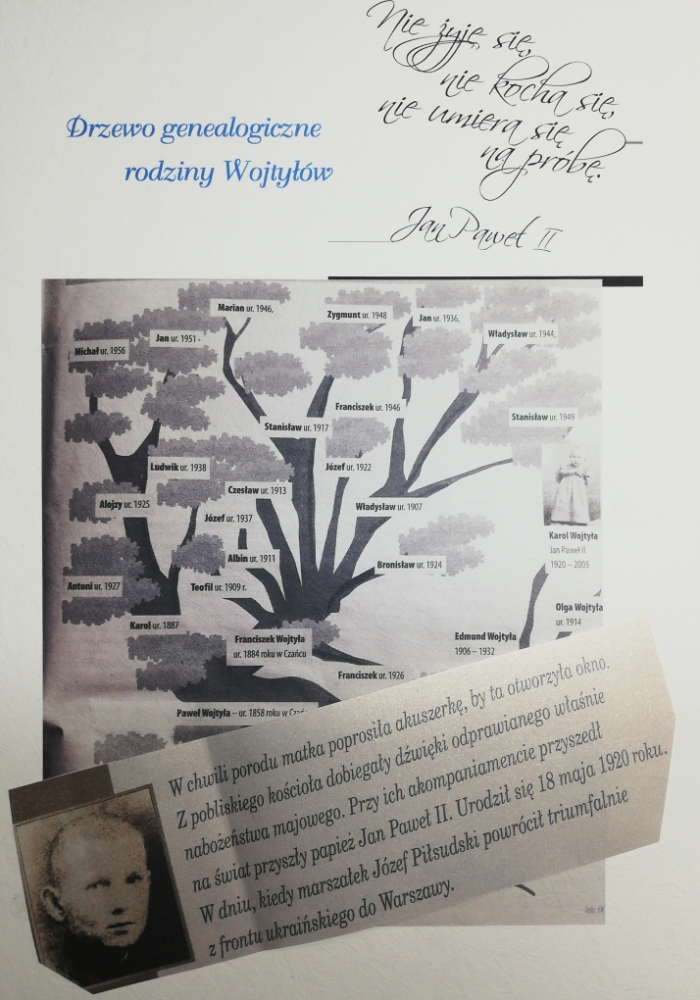 Nie żyje się,
nie kocha się,
nie umiera się
na próbę.
Jan Paweł II
Drzewo genealogiczne
rodziny Wojtyłów
Marian ur. 1946,
Zygmunt ur. 1948
Jan ur. 1936,
Władysław ur. 1944,
Jan ur. 1951
Michał ur. 1956
Franciszek ur. 1946
Stanisław ur. 1949
Stanisław ur. 1917
Ludwik ur. 1938
Józef ur. 1922
Czesław ur. 1913
Alojzy ur. 1925
Władysław ur. 1907
Józef ur. 1937
Karol Wojtyła
Jan Paweł II
1920 – 2005
Albin ur. 1911
Bronisław ur. 1924
Antoni ur. 1927
Teofil ur. 1909 r.
Olga Wojtyła
ur. 1914
Karol ur. 1887
Franciszek Wojtyła
ur. 1884 roku w Czańcu
Edmund Wojtyła
1906 – 1932
Franciszek ur. 1926
Paweł Wojtyła – ur. 1858 roku w
W chwili porodu matka poprosiła akuszerkę, by ta otworzyła okno.
Z pobliskiego kościoła dobiegały dźwięki odprawianego właśnie
nabożeństwa majowego. Przy ich akompaniamencie przyszedł
na świat przyszły papież Jan Paweł II. Urodził się 18 maja 1920 roku.
W dniu, kiedy marszałek Józef Piłsudski powrócił triumfalnie
z frontu ukraińskiego do Warszawy.